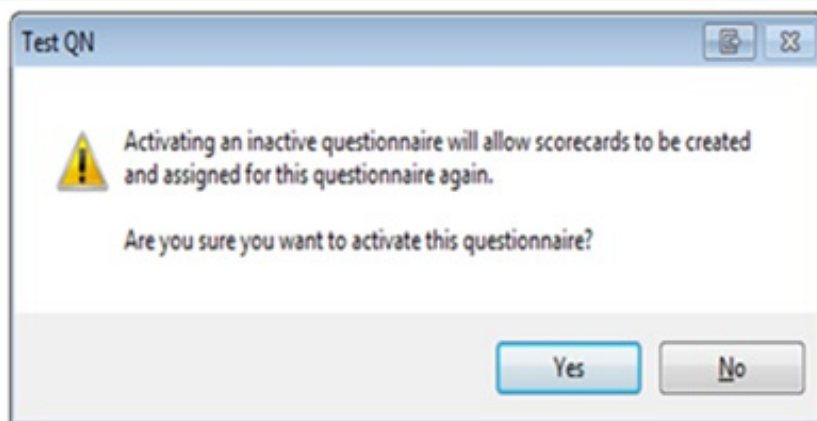 Test QN
Activating an inactive questionnaire will allow scorecards to be created
and assigned for this questionnaire again.
Are you sure you want to activate this questionnaire?
Yes
No